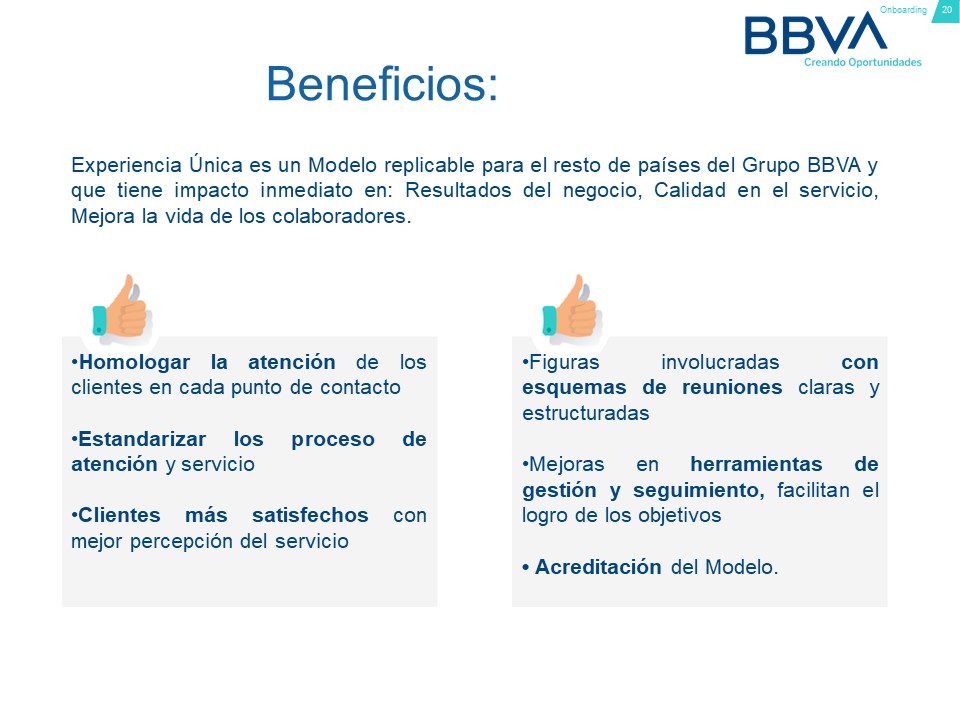 Onboarding 20
BBVA
Creando Oportunidades
Beneficios:
Experiencia Única es un Modelo replicable para el resto de países del Grupo BBVA y
que tiene impacto inmediato en: Resultados del negocio, Calidad en el servicio,
Mejora la vida de los colaboradores.
•Homologar la atención de los
clientes en cada punto de contacto
•Estandarizar los proceso de
atención y servicio
•Clientes más satisfechos con
mejor percepción del servicio
•Figuras involucradas con
esquemas de reuniones claras y
estructuradas
•Mejoras en herramientas de
gestión y seguimiento, facilitan el
logro de los objetivos
• Acreditación del Modelo.